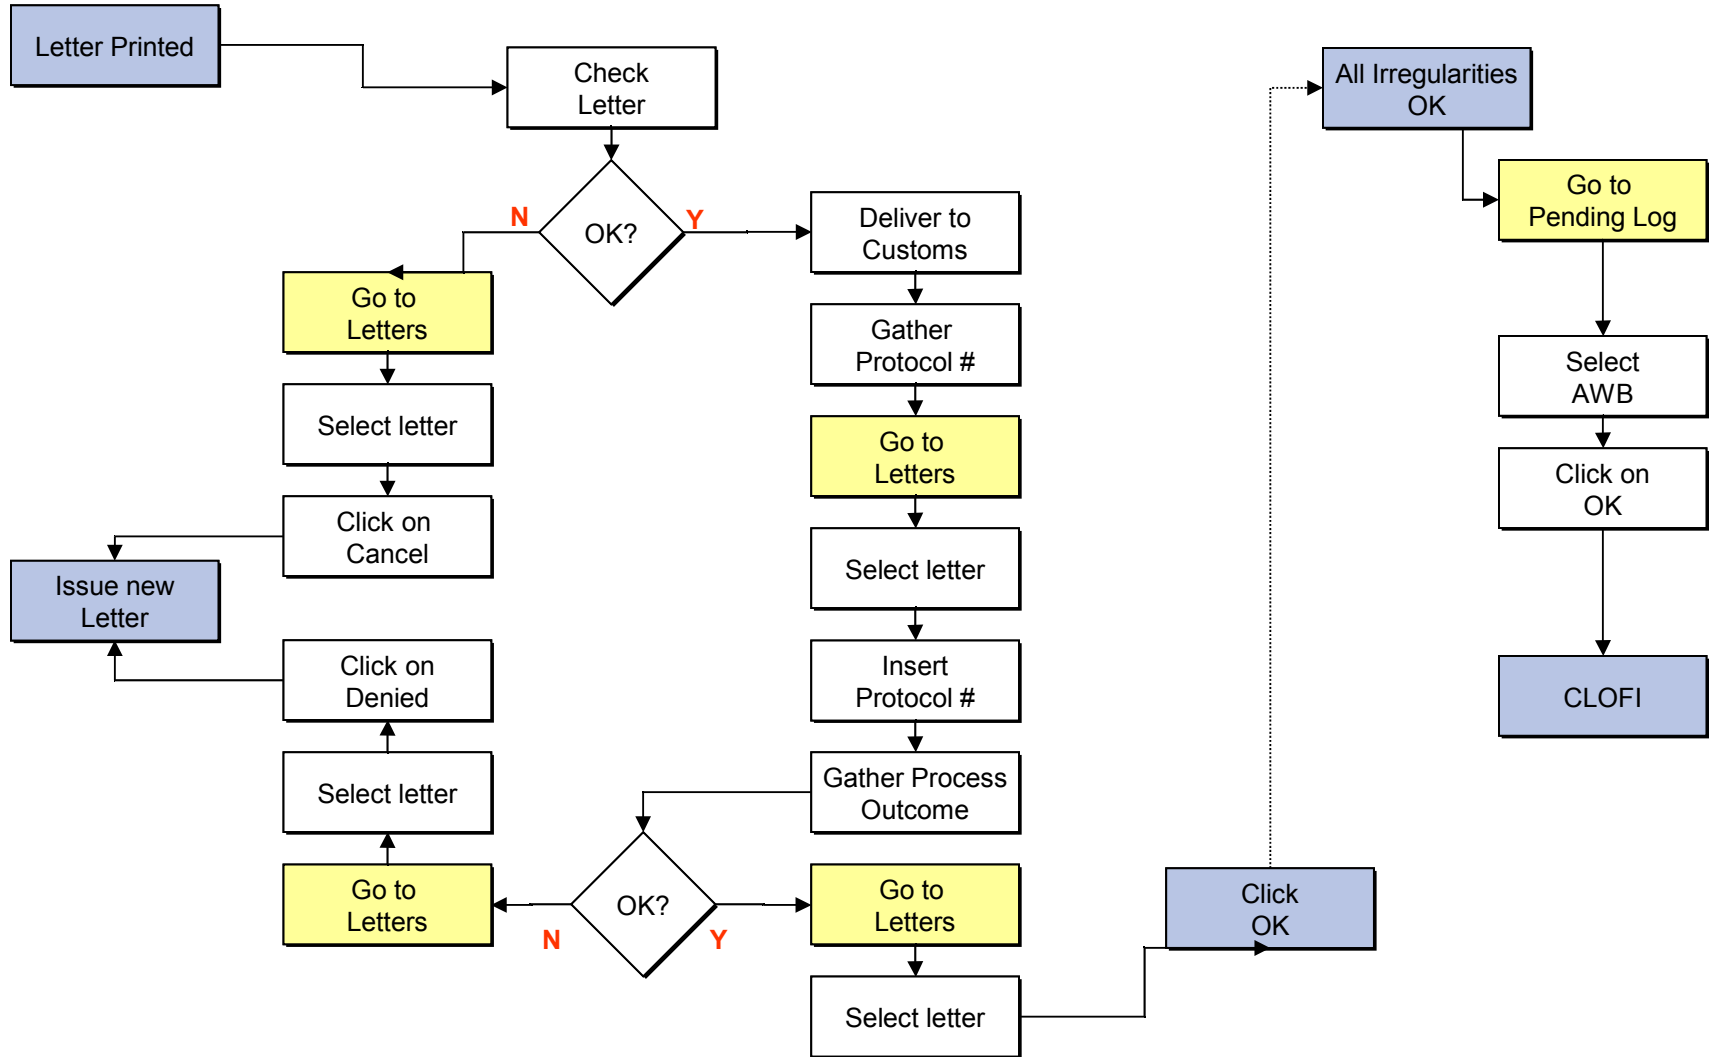 Letter Printed
Check
Letter
OK?
N
Y
Go to
Letters
Select letter
Click on
Cancel
Issue new
Letter
Click on
Denied
Select letter
Go to
Letters
Deliver to
Customs
Gather
Protocol #
Go to
Letters
Select letter
Insert
Protocol #
Gather Process
Outcome
OK?
N
Y
Go to
Letters
Select letter
Click
OK
All Irregularities
OK
Go to
Pending Log
Select
AWB
Click on
OK
CLOFI